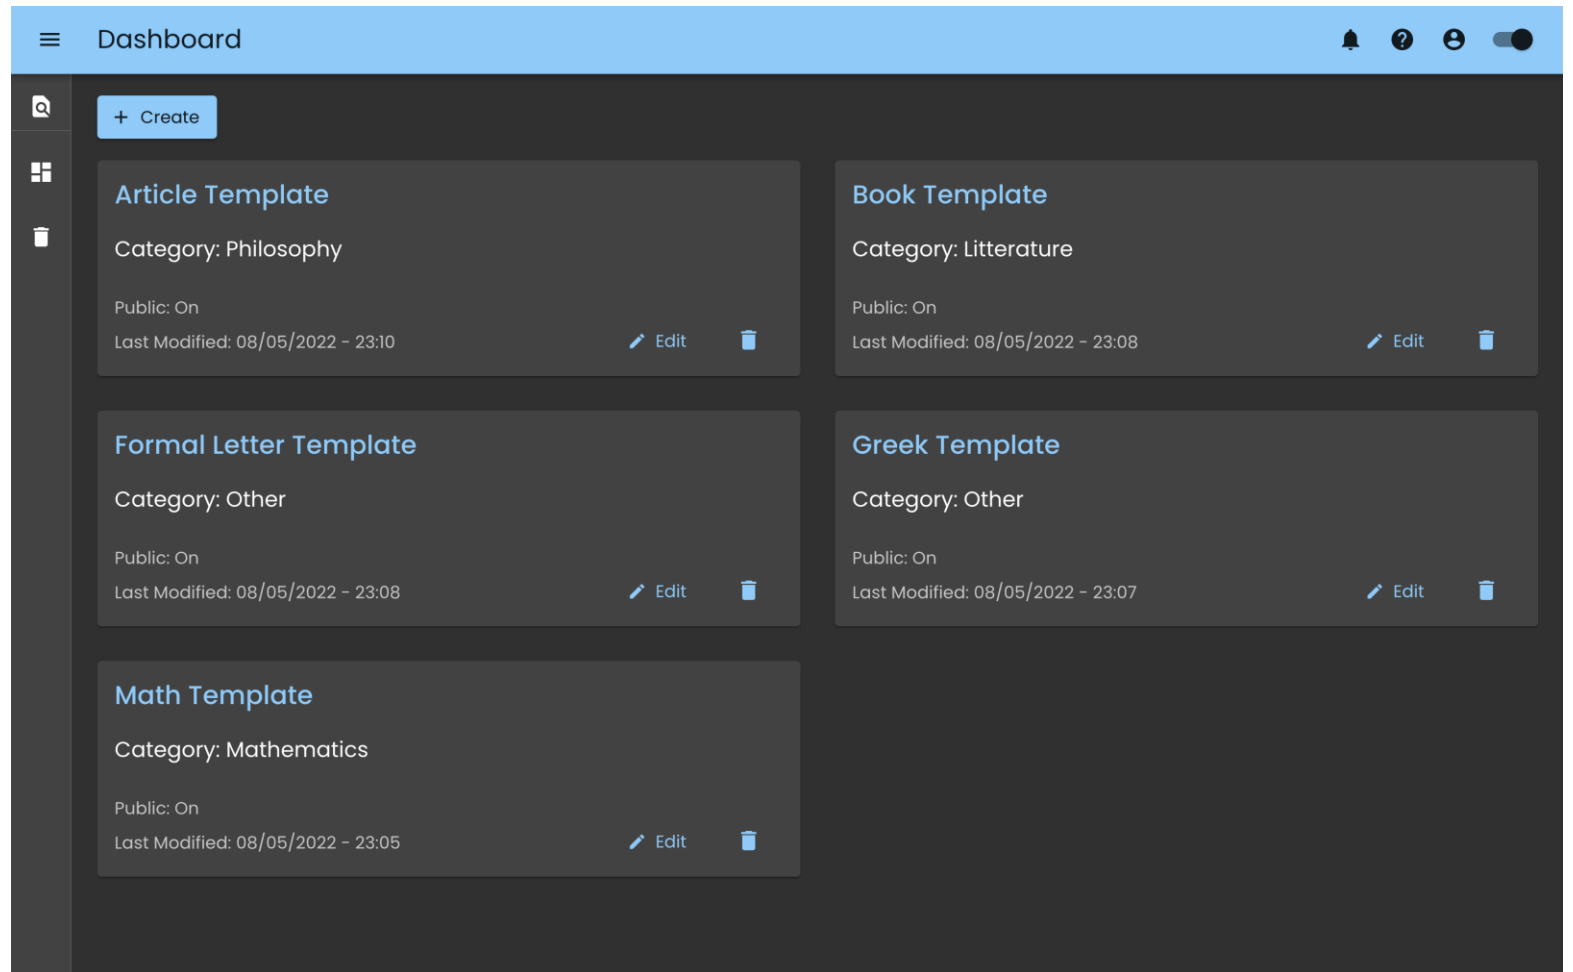 Dashboard
+ Create
Article Template
Category: Philosophy
Public: On
Last Modified: 08/05/2022 - 23:10
Edit
Book Template
Category: Litterature
Public: On
Last Modified: 08/05/2022 - 23:08
Edit
Formal Letter Template
Category: Other
Public: On
Last Modified: 08/05/2022 - 23:08
Edit
Greek Template
Category: Other
Public: On
Last Modified: 08/05/2022 - 23:07
Edit
Math Template
Category: Mathematics
Public: On
Last Modified: 08/05/2022 - 23:05
Edit